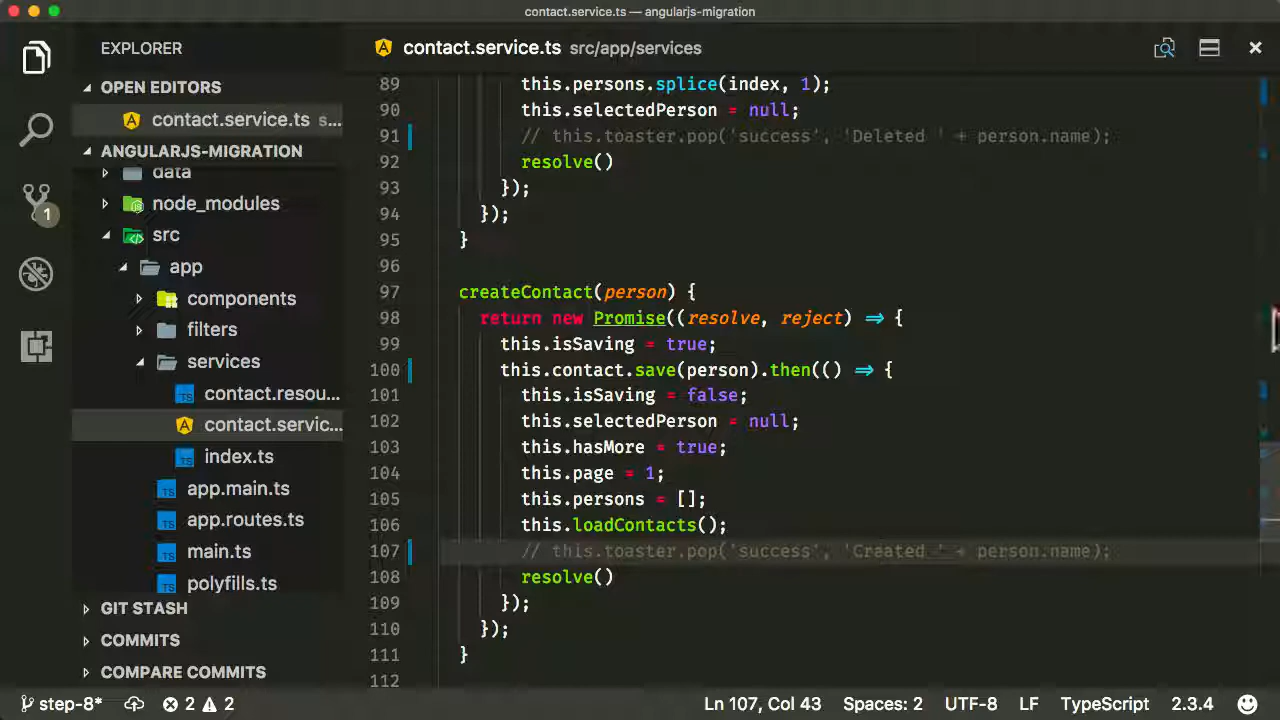 contact.service.ts — angularjs-migration
EXPLORER
OPEN EDITORS
contact.service.ts s...
ANGULARJS-MIGRATION
data
node_modules
src
app
components
filters
services
contact.resou...
contact.servic...
index.ts
app.main.ts
app.routes.ts
main.ts
polyfills.ts
GIT STASH
COMMITS
COMPARE COMMITS
1
contact.service.ts src/app/services
89 this.persons.splice(index, 1);
90 this.selectedPerson = null;
91 // this.toaster.pop('success', 'Deleted ' + person.name);
92 resolve()
93 });
94 });
95 }
96
97 createContact(person) {
98 return new Promise((resolve, reject) => {
99 this.isSaving = true;
100 this.contact.save(person).then(() => {
101 this.isSaving = false;
102 this.selectedPerson = null;
103 this.hasMore = true;
104 this.page = 1;
105 this.persons = [];
106 this.loadContacts();
107 // this.toaster.pop('success', 'Created ' + person.name);
108 resolve()
109 });
110 });
111 }
112
step-8* 2 2 Ln 107, Col 43 Spaces: 2 UTF-8 LF TypeScript 2.3.4